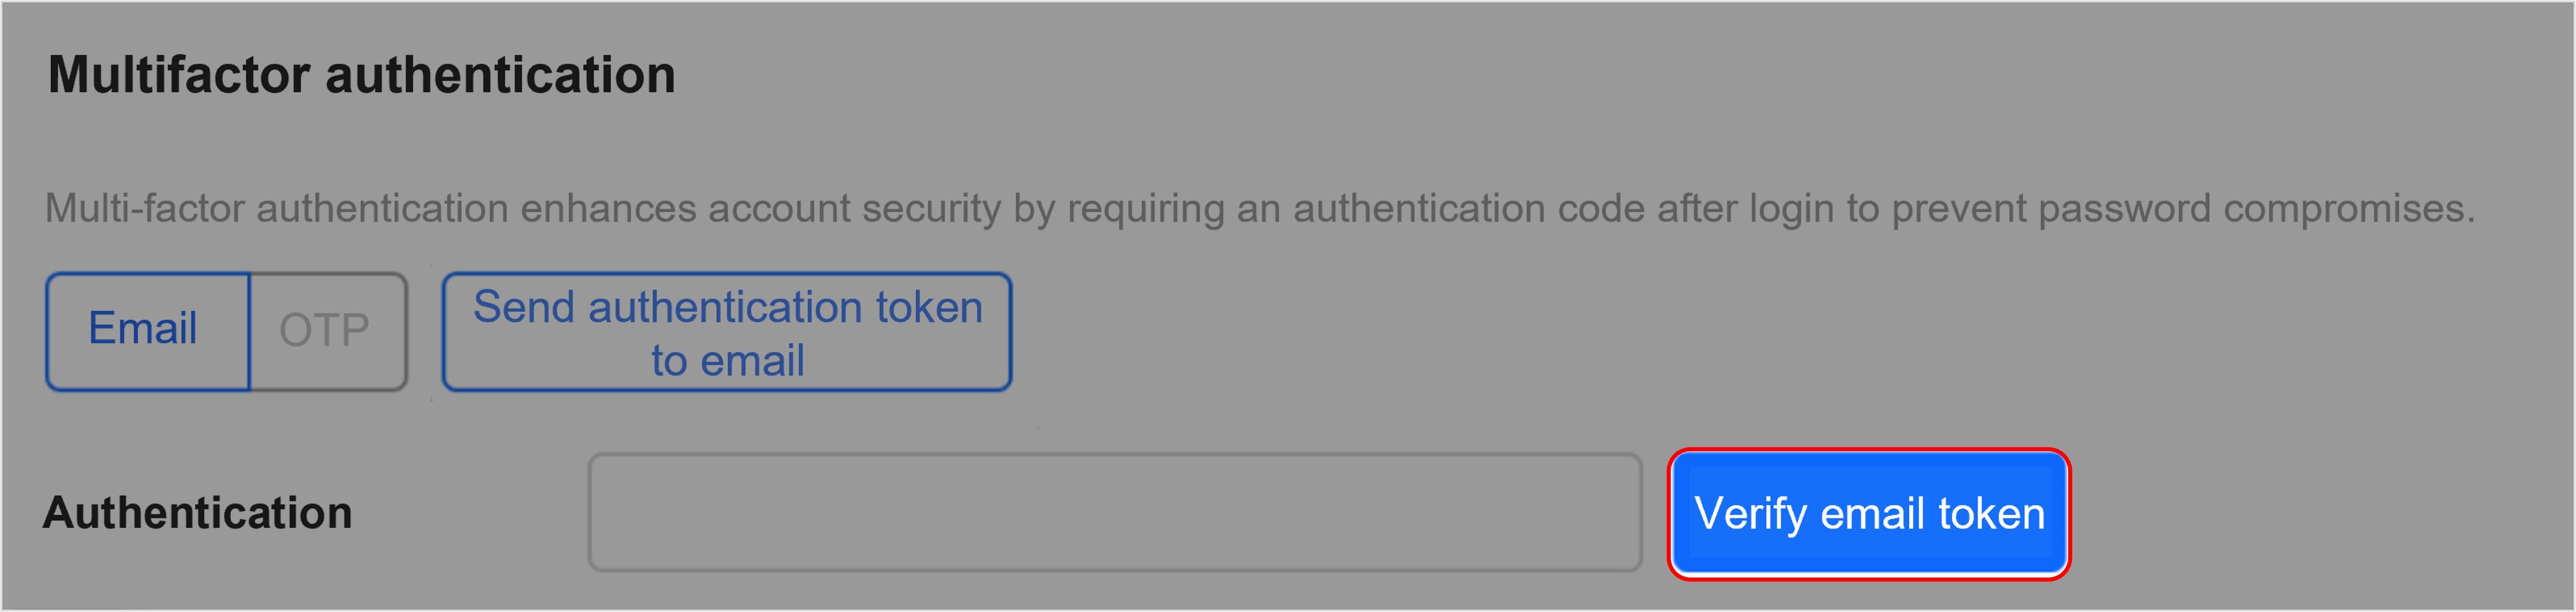 Multifactor authentication
Multi-factor authentication enhances account security by requiring an authentication code after login to prevent password compromises.
Email
OTP
Send authentication token
to email
Authentication
Verify email token